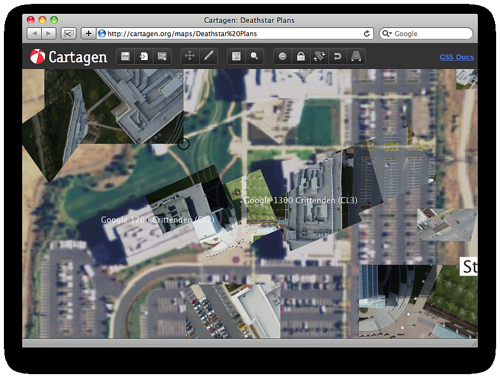 Cartagen: Deathstar Plans
http://cartagen.org/maps/Deathstar%20Plans
Google
Cartagen
GSS Docs
Google 1300 Crittenden (CL3)
Google 1200 Crittenden
St